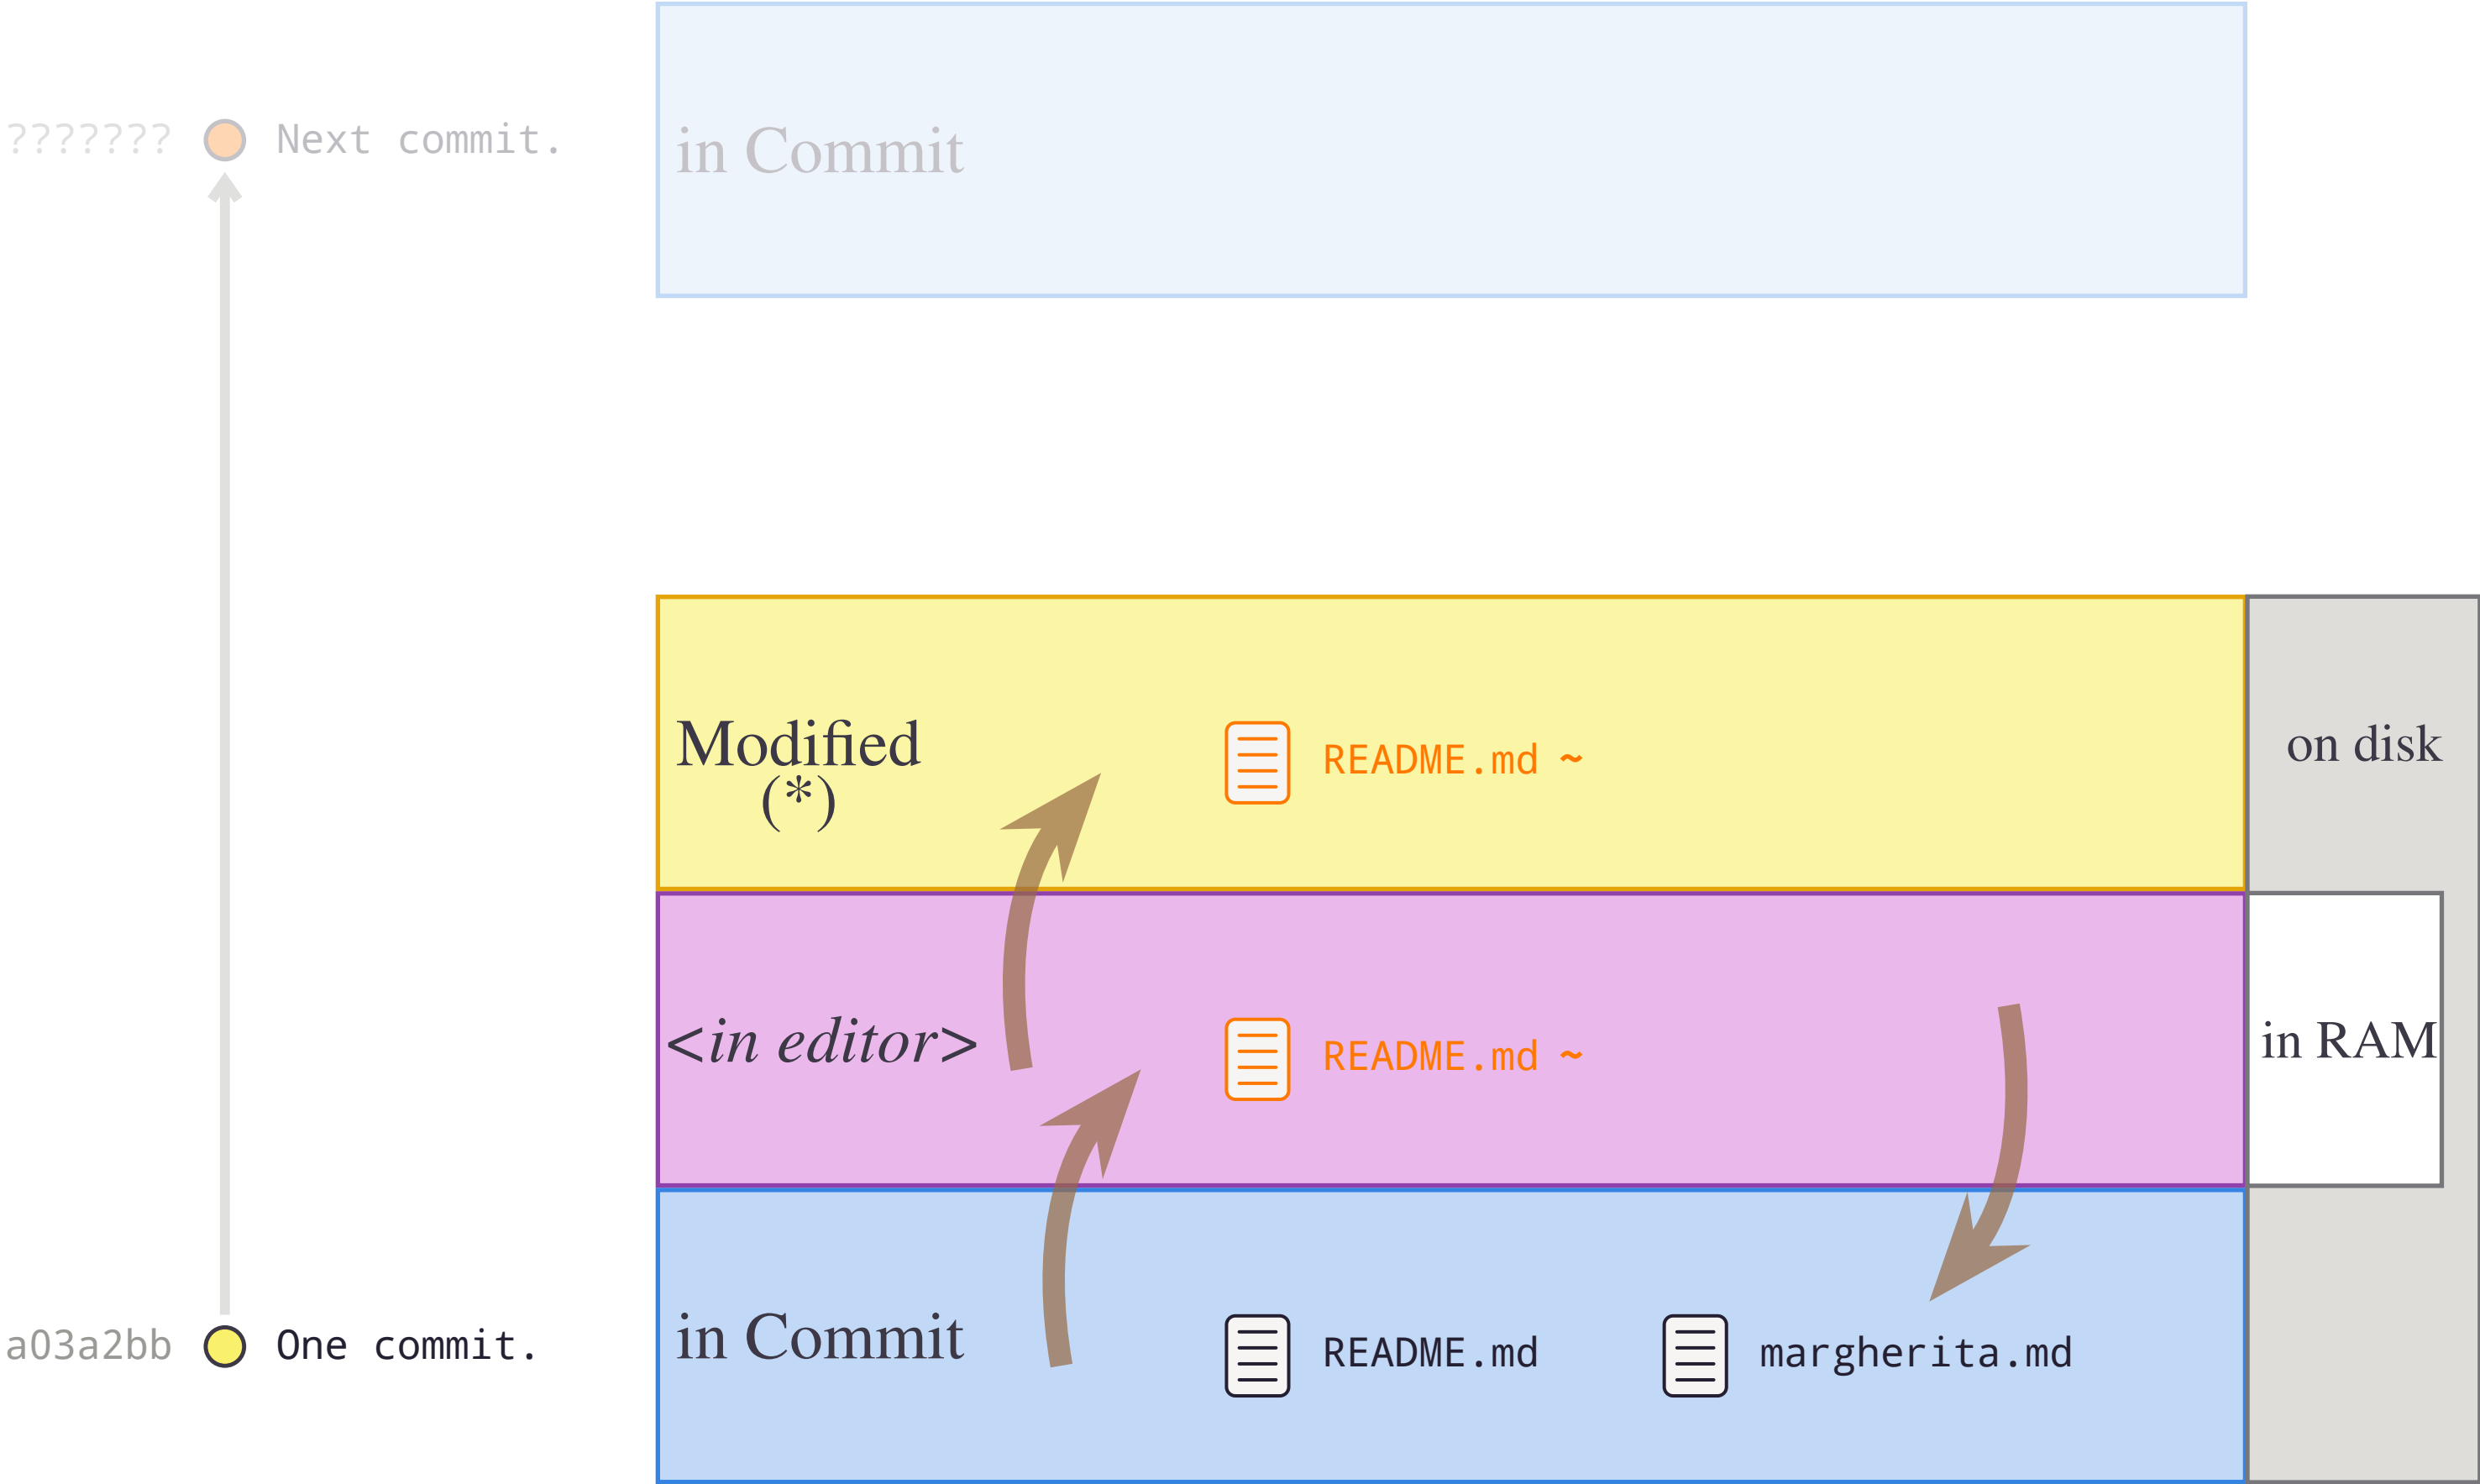 ??????? Next commit.
in Commit
Modified
(*)
README.md ~
on disk
<in editor>
README.md ~
in RAM
a03a2bb One commit.
in Commit
README.md
margherita.md